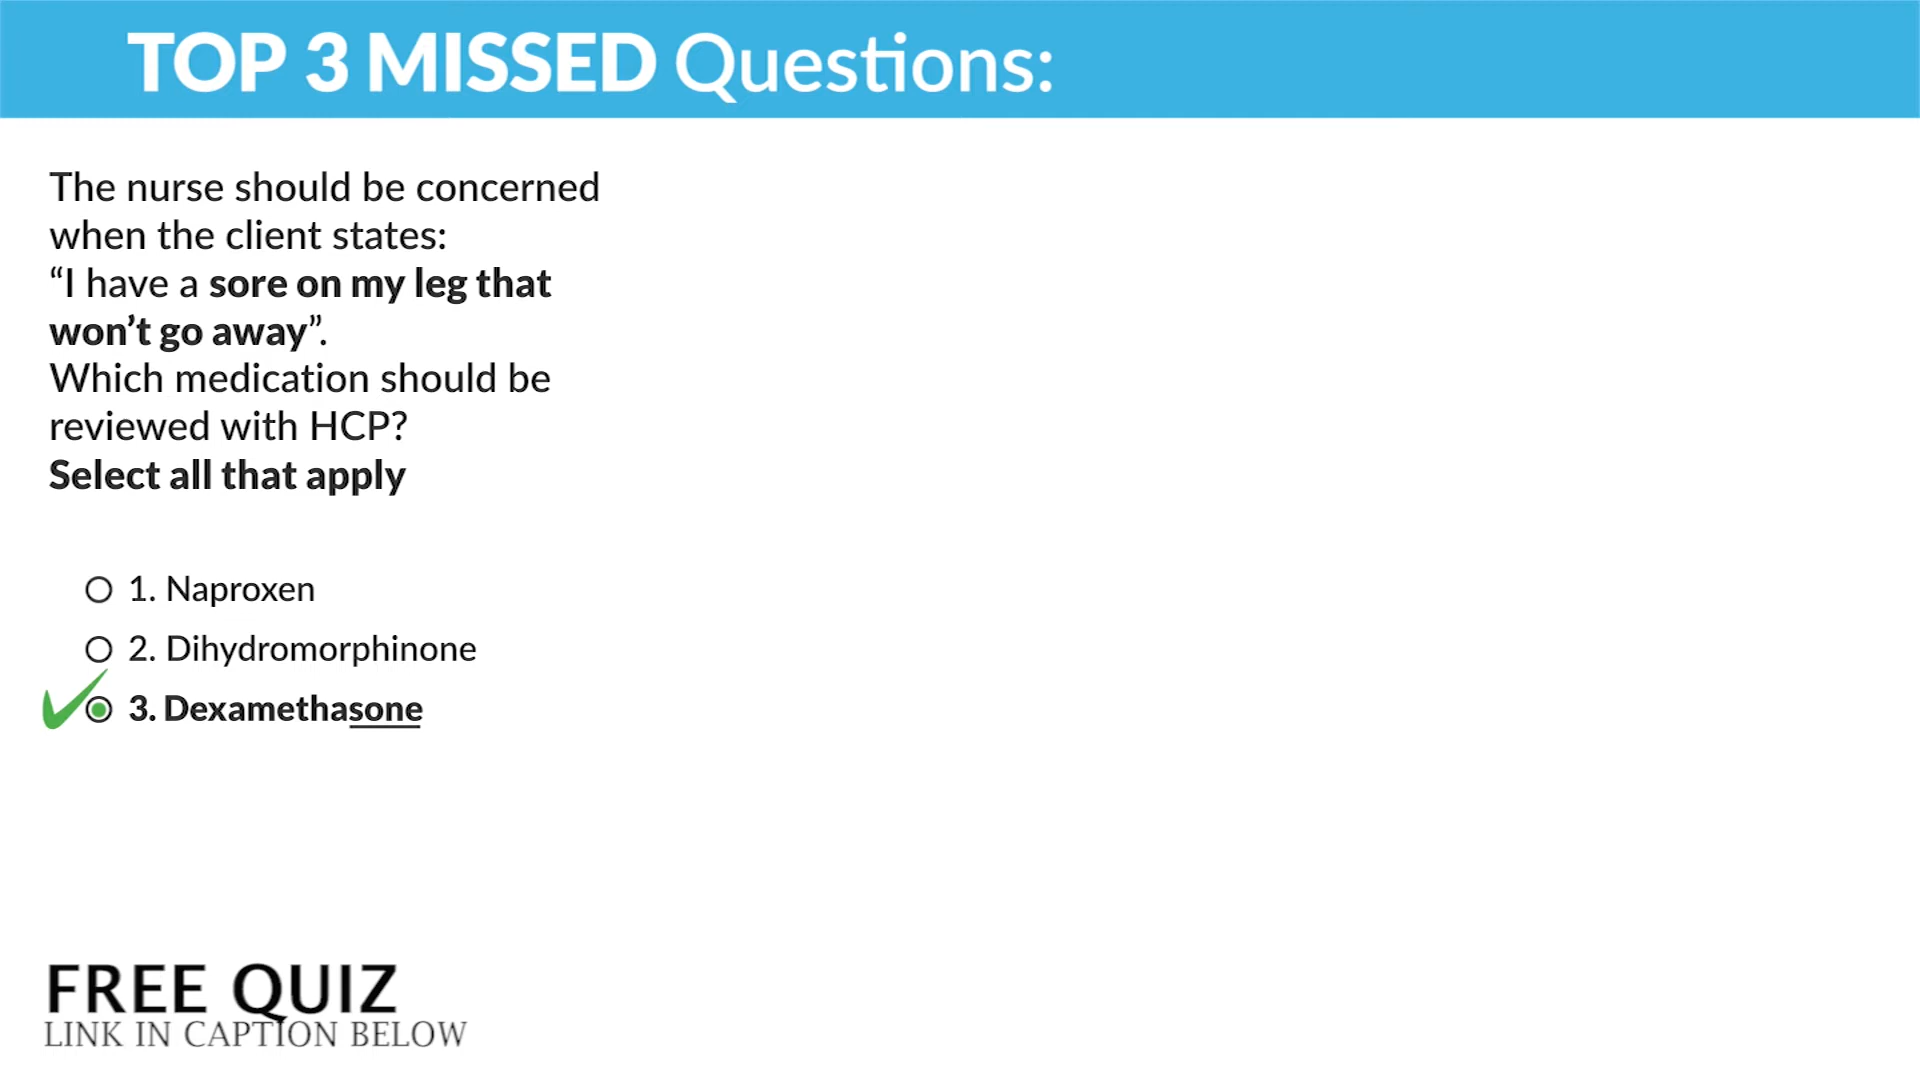 TOP 3 MISSED Questions:
The nurse should be concerned
when the client states:
“I have a sore on my leg that
won’t go away”.
Which medication should be
reviewed with HCP?
Select all that apply
1. Naproxen
2. Dihydromorphinone
3. Dexamethasone
FREE QUIZ
LINK IN CAPTION BELOW